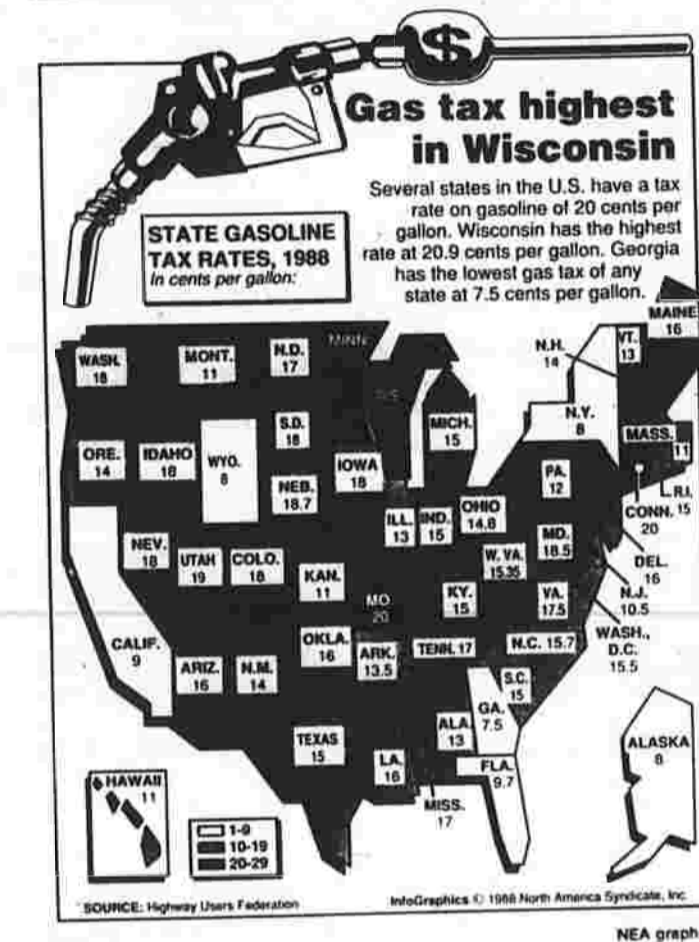 $
Gas tax highest
in Wisconsin
Several states in the U.S. have a tax
rate on gasoline of 20 cents per
gallon. Wisconsin has the highest
rate at 20.9 cents per gallon. Georgia
has the lowest gas tax of any
state at 7.5 cents per gallon.
STATE GASOLINE
TAX RATES, 1988
In cents per gallon:
WASH.
18
MONT.
11
N.D.
17
MINN
N.H.
14
VT.
13
MAINE
16
ORE.
14
IDAHO
18
WYO.
8
S.D.
18
NEB.
18.7
IOWA
18
MICH.
15
N.Y.
8
MASS.
11
R.I.
15
CONN.
20
NEV.
18
UTAH
19
COLO.
18
KAN.
11
MO
20
ILL.
13
IND.
15
OHIO
14.8
PA.
12
W. VA.
15.35
MD.
18.5
DEL.
16
N.J.
10.5
KY.
15
VA.
17.5
WASH.,
D.C.
15.5
CALIF.
9
ARIZ.
16
N.M.
14
OKLA.
16
ARK.
13.5
TENN. 17
N.C. 15.7
S.C.
15
GA.
7.5
ALA.
13
TEXAS
15
LA.
16
MISS.
17
FLA.
9.7
ALASKA
8
HAWAII
11
1-9
10-19
20-29
SOURCE: Highway Users Federation
InfoGraphics © 1988 North America Syndicate, Inc.
NEA graph